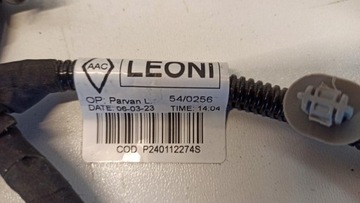 AAC LEONI
OP: Parvan L. 54/0256
DATE: 06-03-23 TIME: 14:04
COD P240112274S